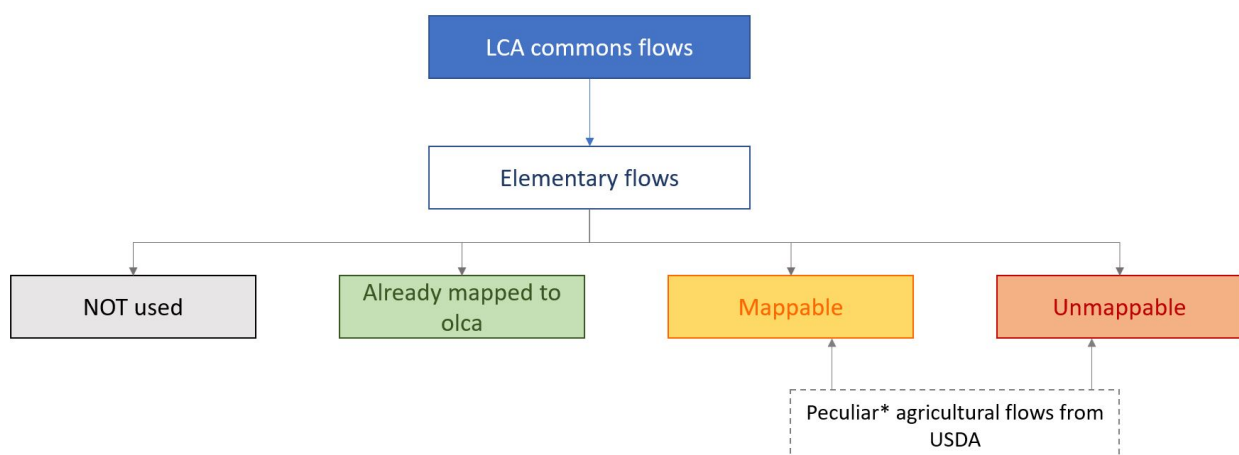 LCA commons flows
Elementary flows
NOT used
Already mapped to
olca
Mappable
Unmappable
Peculiar* agricultural flows from
USDA